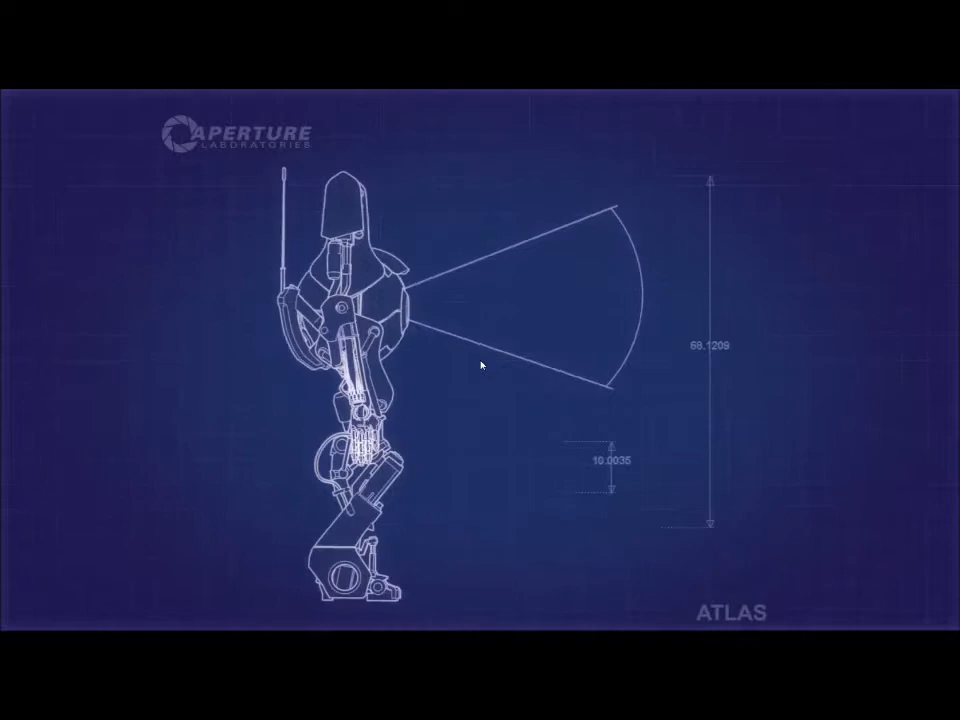 APERTURE
LABORATORIES
68.1209
10.0035
ATLAS